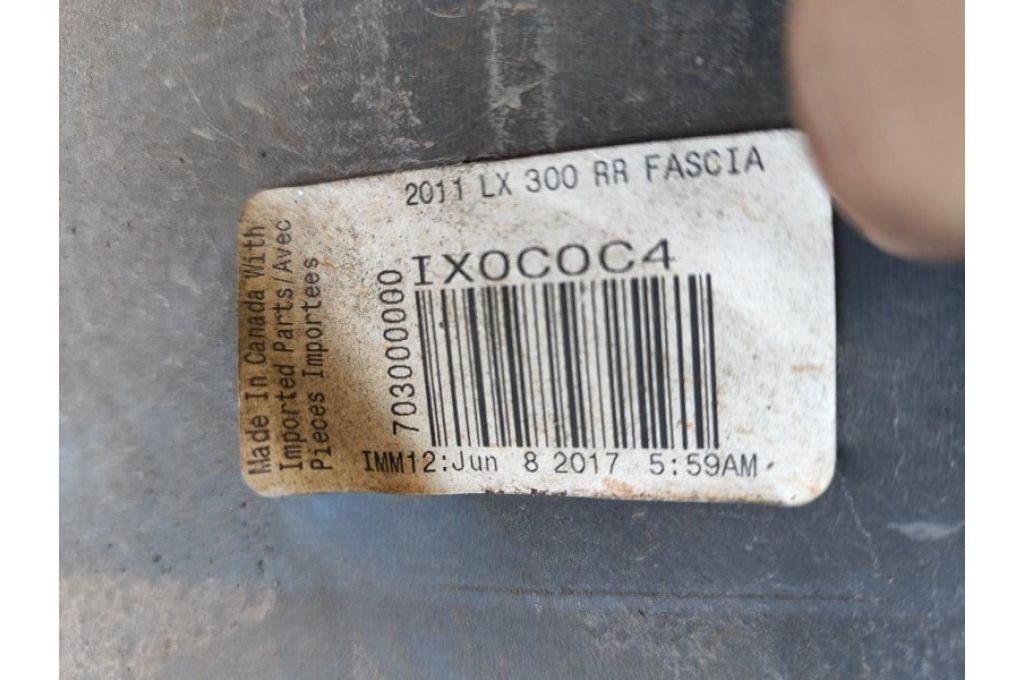 2011 LX 300 RR FASCIA
IX0C0C4
703000000
Made In Canada With
Imported Parts/Avec
Pieces Importees
IMM12:Jun 8 2017 5:59AM